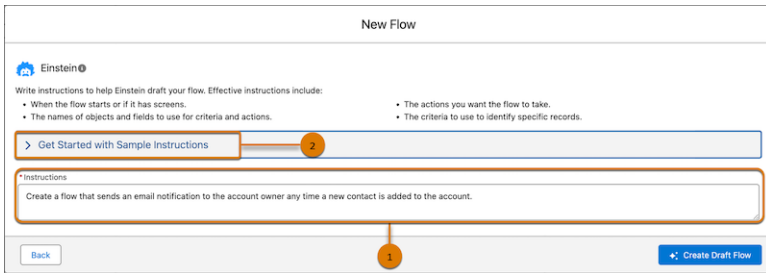 New Flow
Einstein
Write instructions to help Einstein draft your flow. Effective instructions include:
• When the flow starts or if it has screens.
• The names of objects and fields to use for criteria and actions.
• The actions you want the flow to take.
• The criteria to use to identify specific records.
Get Started with Sample Instructions
2
* Instructions
Create a flow that sends an email notification to the account owner any time a new contact is added to the account.
Back
1
Create Draft Flow